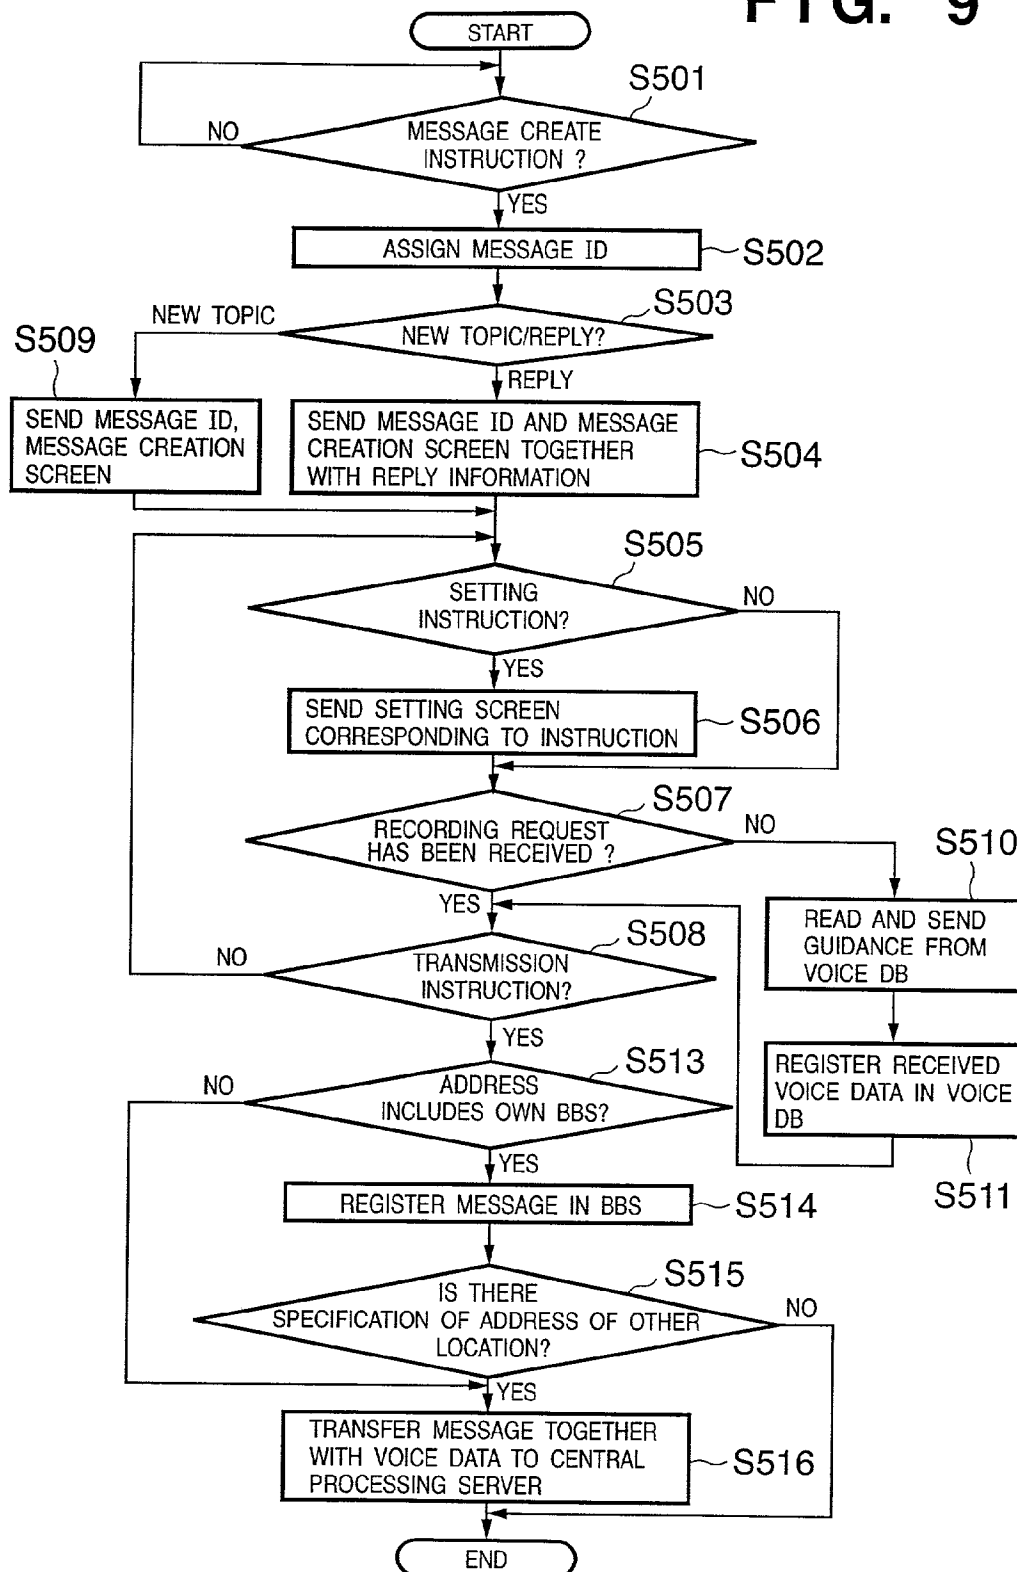 FIG. 9
START
S501
NO
MESSAGE CREATE
INSTRUCTION ?
YES
ASSIGN MESSAGE ID
S502
S503
NEW TOPIC
NEW TOPIC/REPLY?
S509
REPLY
SEND MESSAGE ID,
MESSAGE CREATION
SCREEN
SEND MESSAGE ID AND MESSAGE
CREATION SCREEN TOGETHER
WITH REPLY INFORMATION
S504
S505
SETTING
INSTRUCTION?
NO
YES
SEND SETTING SCREEN
CORRESPONDING TO INSTRUCTION
S506
S507
RECORDING REQUEST
HAS BEEN RECEIVED ?
NO
S510
YES
READ AND SEND
GUIDANCE FROM
VOICE DB
S508
NO
TRANSMISSION
INSTRUCTION?
YES
S513
REGISTER RECEIVED
VOICE DATA IN VOICE
DB
NO
ADDRESS
INCLUDES OWN BBS?
YES
S511
REGISTER MESSAGE IN BBS
S514
S515
IS THERE
SPECIFICATION OF ADDRESS OF OTHER
LOCATION?
NO
YES
TRANSFER MESSAGE TOGETHER
WITH VOICE DATA TO CENTRAL
PROCESSING SERVER
S516
END